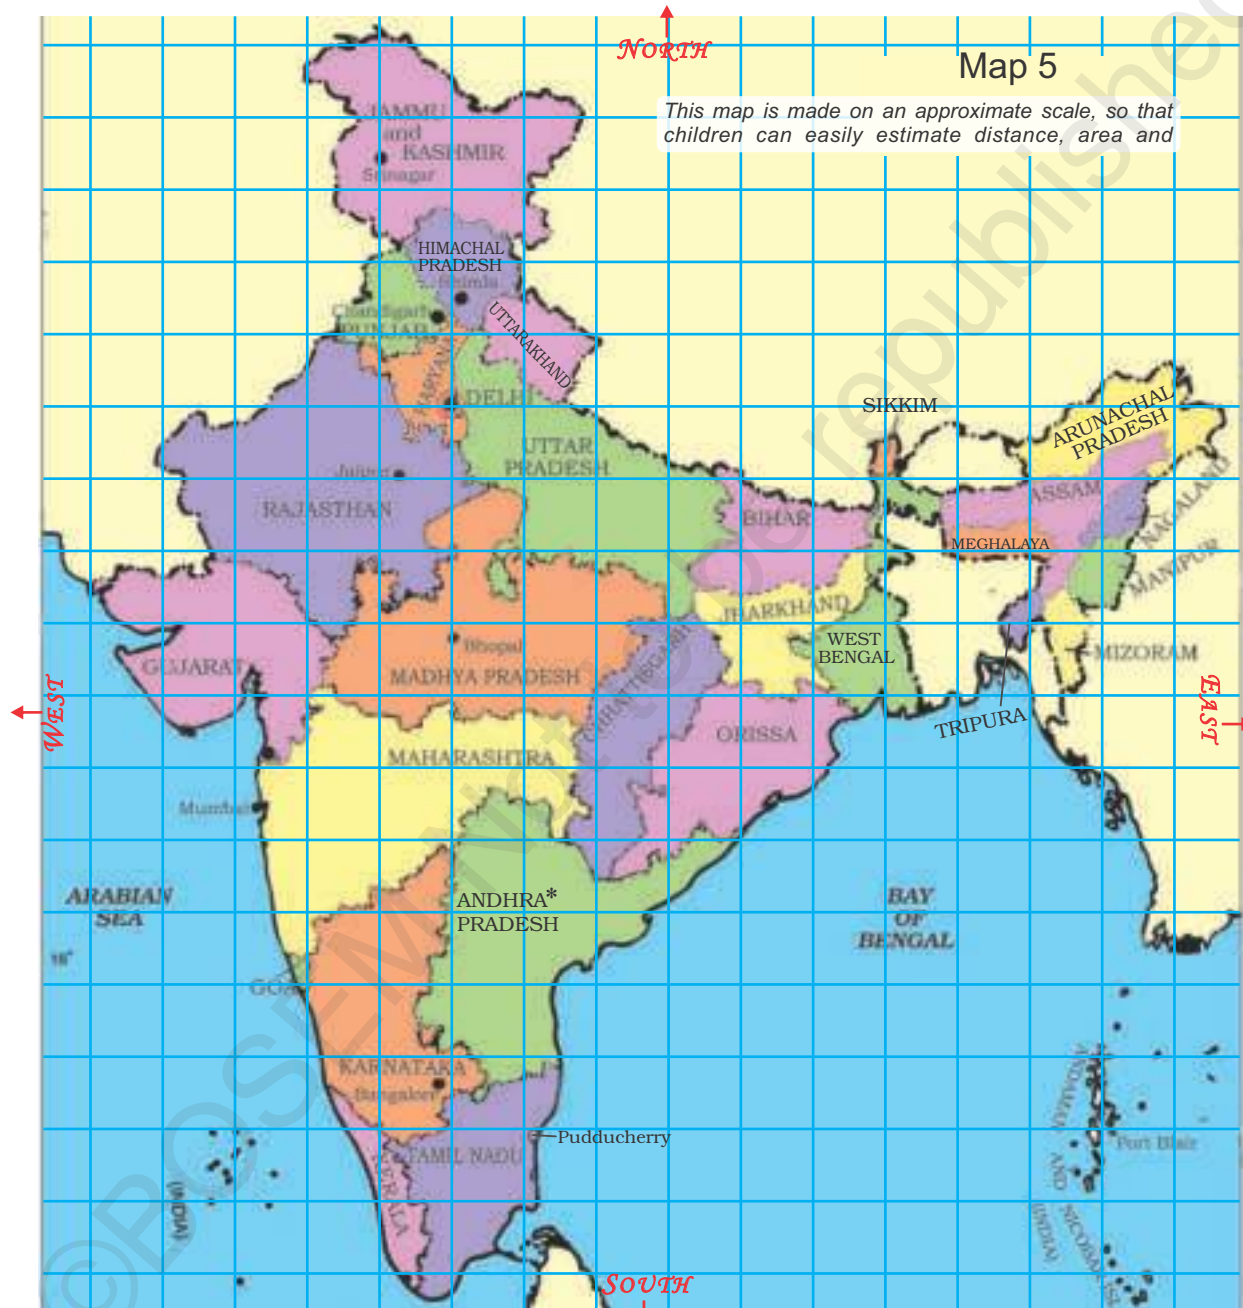 NORTH
Map 5
This map is made on an approximate scale, so that
children can easily estimate distance, area and
JAMMU
and
KASHMIR
Srinagar
HIMACHAL
PRADESH
Shimla
Chandigarh
PUNJAB
UTTARAKHAND
HARYANA
DELHI
SIKKIM
ARUNACHAL
PRADESH
UTTAR
PRADESH
Jaipur
RAJASTHAN
BIHAR
ASSAM
NAGALAND
MEGHALAYA
MANIPUR
JHARKHAND
WEST
BENGAL
Bhopal
MADHYA PRADESH
GUJARAT
CHHATTISGARH
MIZORAM
TRIPURA
WEST
EAST
ORISSA
MAHARASHTRA
Mumbai
ARABIAN
SEA
ANDHRA*
PRADESH
BAY
OF
BENGAL
GOA
KARNATAKA
Bangalore
Pudducherry
TAMIL NADU
KERALA
(INDIA)
ANDAMAN AND NICOBAR
(INDIA)
Port Blair
SOUTH